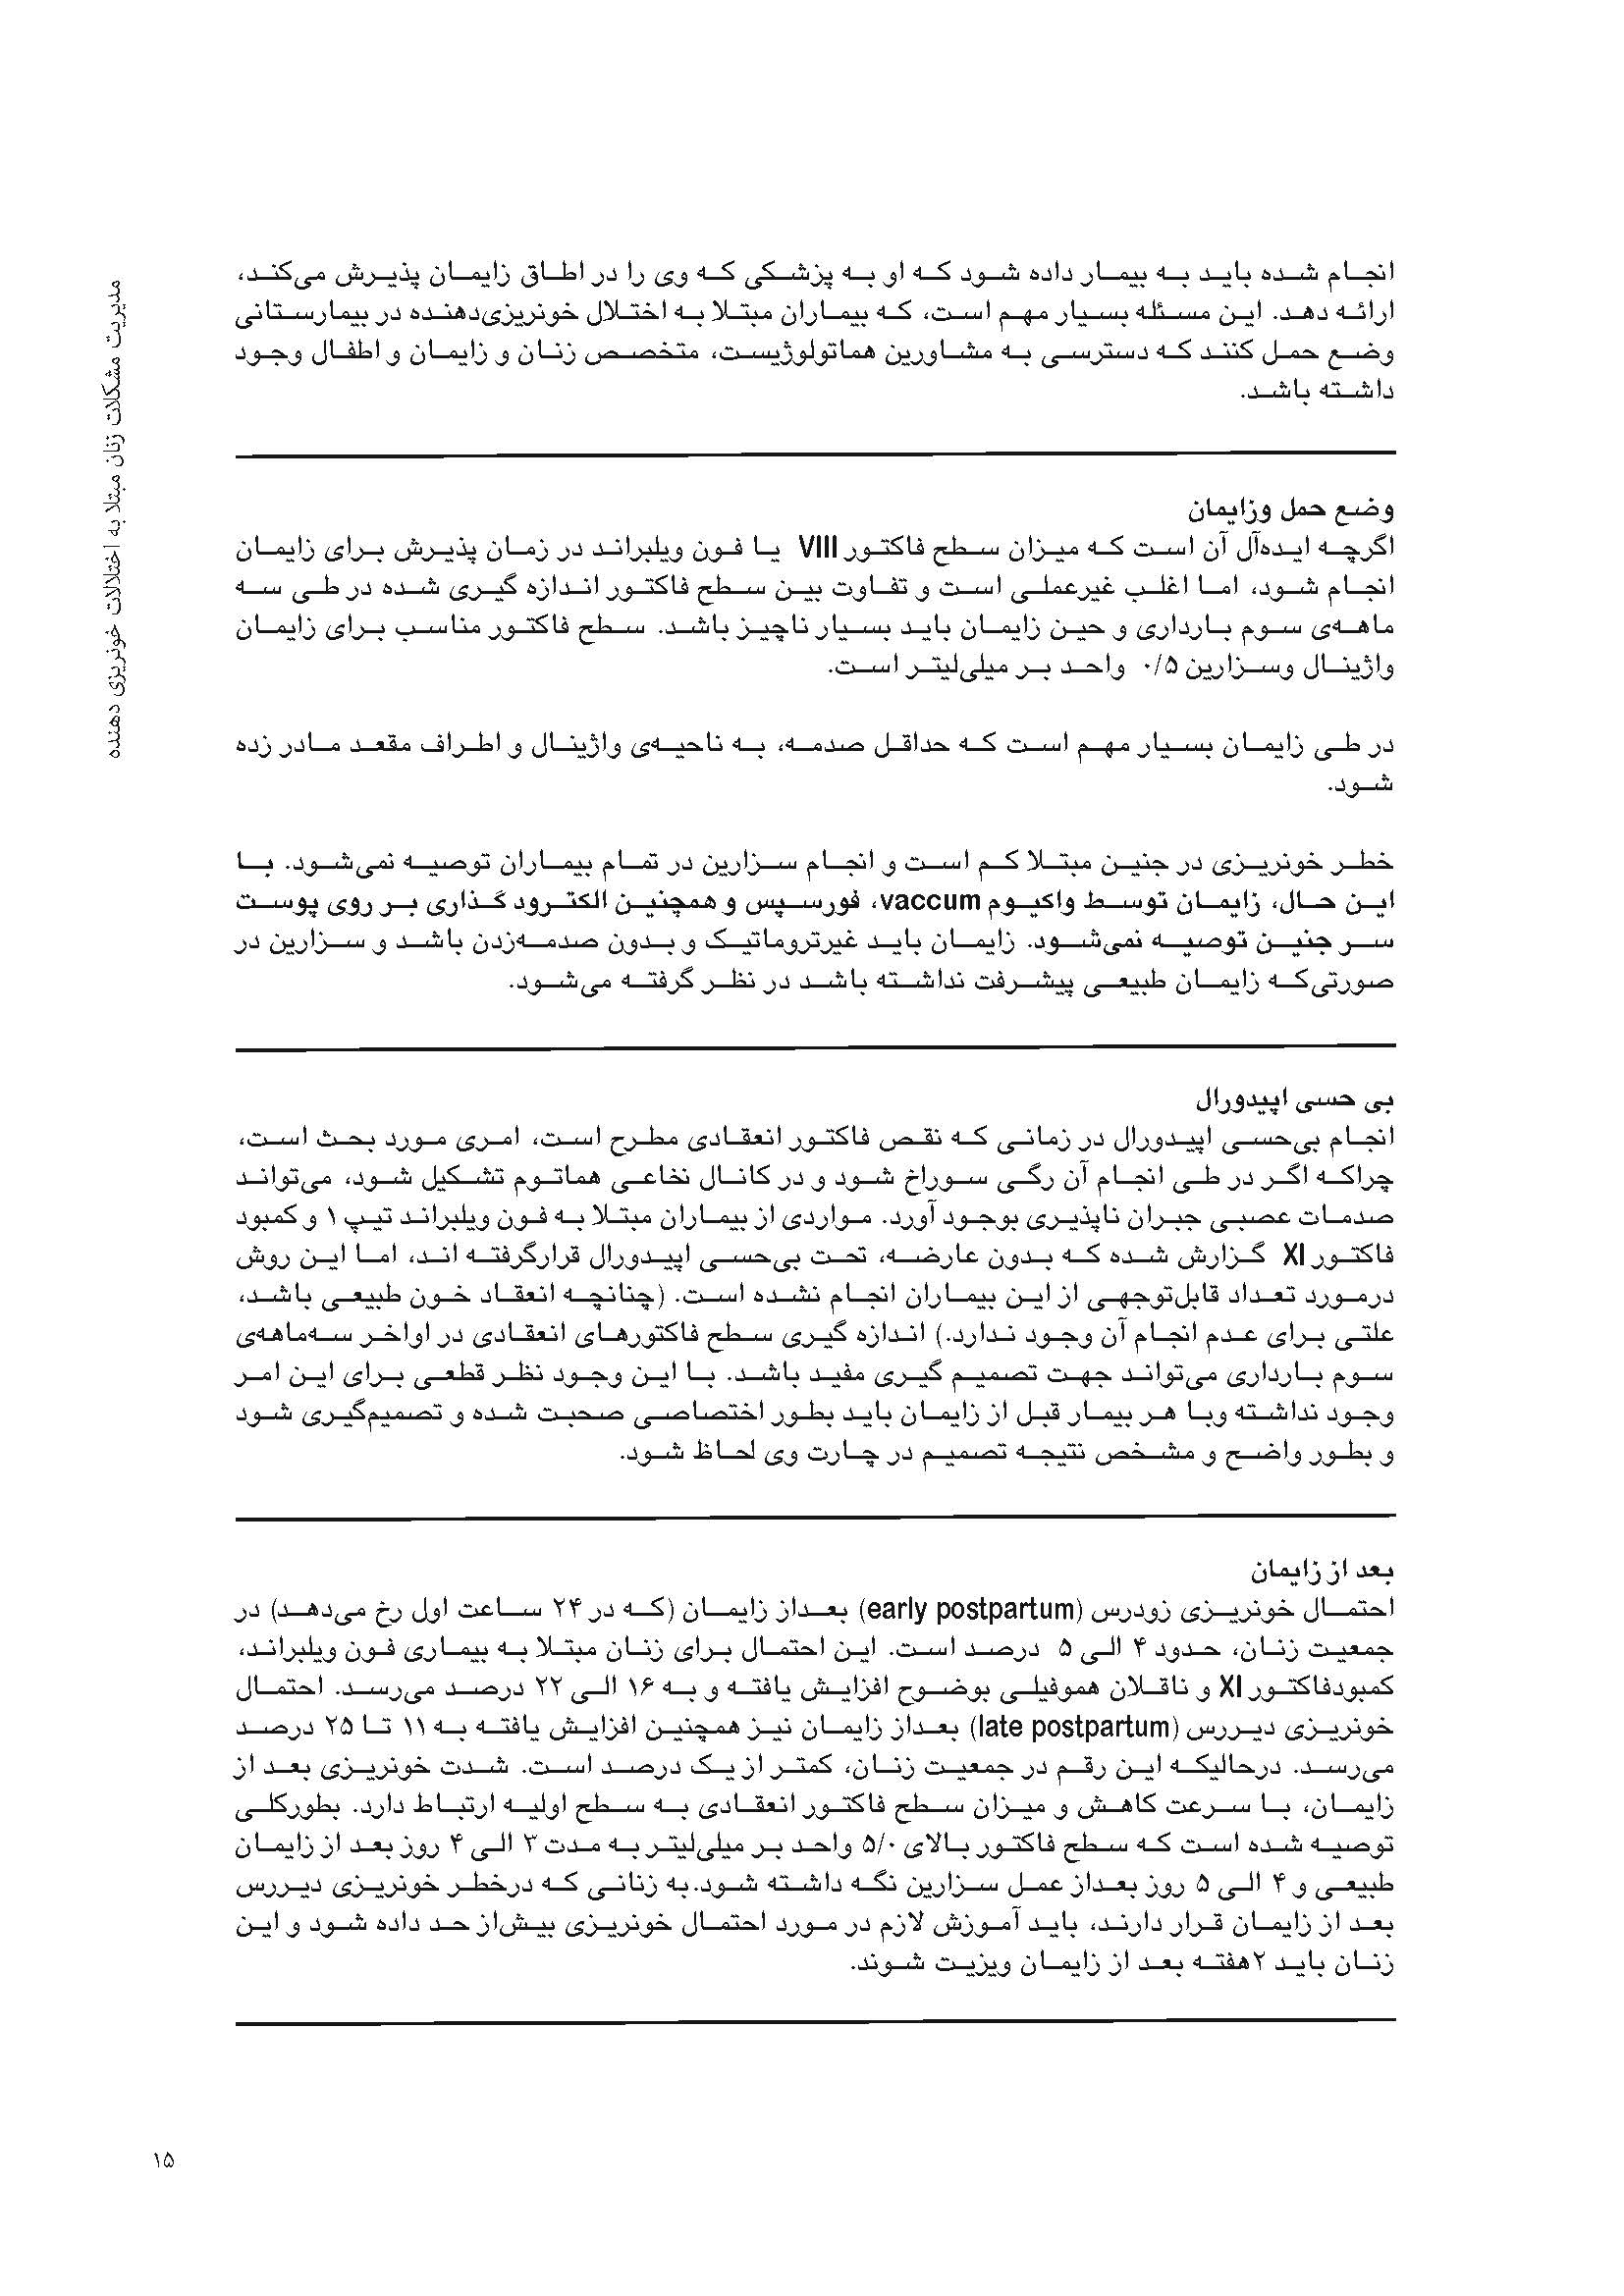 انجام شده باید به بیمار داده شود که او به پزشکی که وی را در اطاق زایمان پذیرش می‌کند،
ارائه دهد. این مسئله بسیار مهم است، که بیماران مبتلا به اختلال خونریزی‌دهنده در بیمارستانی
وضع حمل کنند که دسترسی به مشاورین هماتولوژیست، متخصص زنان و زایمان و اطفال وجود
داشته باشد.
وضع حمل وزایمان
اگرچه ایده‌آل آن است که میزان سطح فاکتور VIII یا فون ویلبراند در زمان پذیرش برای زایمان
انجام شود، اما اغلب غیرعملی است و تفاوت بین سطح فاکتور اندازه گیری شده در طی سه
ماهه‌ی سوم بارداری و حین زایمان باید بسیار ناچیز باشد. سطح فاکتور مناسب برای زایمان
واژینال وسزارین ۰/۵ واحد بر میلی‌لیتر است.
در طی زایمان بسیار مهم است که حداقل صدمه، به ناحیه‌ی واژینال و اطراف مقعد مادر زده
شود.
خطر خونریزی در جنین مبتلا کم است و انجام سزارین در تمام بیماران توصیه نمی‌شود. با
این حال، زایمان توسط واکیوم vaccum، فورسپس و همچنین الکترود گذاری بر روی پوست
سر جنین توصیه نمی‌شود. زایمان باید غیرتروماتیک و بدون صدمه‌زدن باشد و سزارین در
صورتی‌که زایمان طبیعی پیشرفت نداشته باشد در نظر گرفته می‌شود.
بی حسی اپیدورال
انجام بی‌حسی اپیدورال در زمانی که نقص فاکتور انعقادی مطرح است، امری مورد بحث است،
چراکه اگر در طی انجام آن رگی سوراخ شود و در کانال نخاعی هماتوم تشکیل شود، می‌تواند
صدمات عصبی جبران ناپذیری بوجود آورد. مواردی از بیماران مبتلا به فون ویلبراند تیپ ۱ و کمبود
فاکتور XI گزارش شده که بدون عارضه، تحت بی‌حسی اپیدورال قرارگرفته اند، اما این روش
درمورد تعداد قابل‌توجهی از این بیماران انجام نشده است. (چنانچه انعقاد خون طبیعی باشد،
علتی برای عدم انجام آن وجود ندارد.) اندازه گیری سطح فاکتورهای انعقادی در اواخر سه‌ماهه‌ی
سوم بارداری می‌تواند جهت تصمیم گیری مفید باشد. با این وجود نظر قطعی برای این امر
وجود نداشته وبا هر بیمار قبل از زایمان باید بطور اختصاصی صحبت شده و تصمیم‌گیری شود
و بطور واضح و مشخص نتیجه تصمیم در چارت وی لحاظ شود.
بعد از زایمان
احتمال خونریزی زودرس (early postpartum) بعداز زایمان (که در ۲۴ ساعت اول رخ می‌دهد) در
جمعیت زنان، حدود ۴ الی ۵ درصد است. این احتمال برای زنان مبتلا به بیماری فون ویلبراند،
کمبودفاکتور XI و ناقلان هموفیلی بوضوح افزایش یافته و به ۱۶ الی ۲۲ درصد می‌رسد. احتمال
خونریزی دیررس (late postpartum) بعداز زایمان نیز همچنین افزایش یافته به ۱۱ تا ۲۵ درصد
می‌رسد. درحالیکه این رقم در جمعیت زنان، کمتر از یک درصد است. شدت خونریزی بعد از
زایمان، با سرعت کاهش و میزان سطح فاکتور انعقادی به سطح اولیه ارتباط دارد. بطورکلی
توصیه شده است که سطح فاکتور بالای ۵/۰ واحد بر میلی‌لیتر به مدت ۳ الی ۴ روز بعد از زایمان
طبیعی و ۴ الی ۵ روز بعداز عمل سزارین نگه داشته شود.به زنانی که درخطر خونریزی دیررس
بعد از زایمان قرار دارند، باید آموزش لازم در مورد احتمال خونریزی بیش‌از حد داده شود و این
زنان باید ۲هفته بعد از زایمان ویزیت شوند.
مدیریت مشکلات زنان مبتلا به اختلالات خونریزی دهنده
۱۵